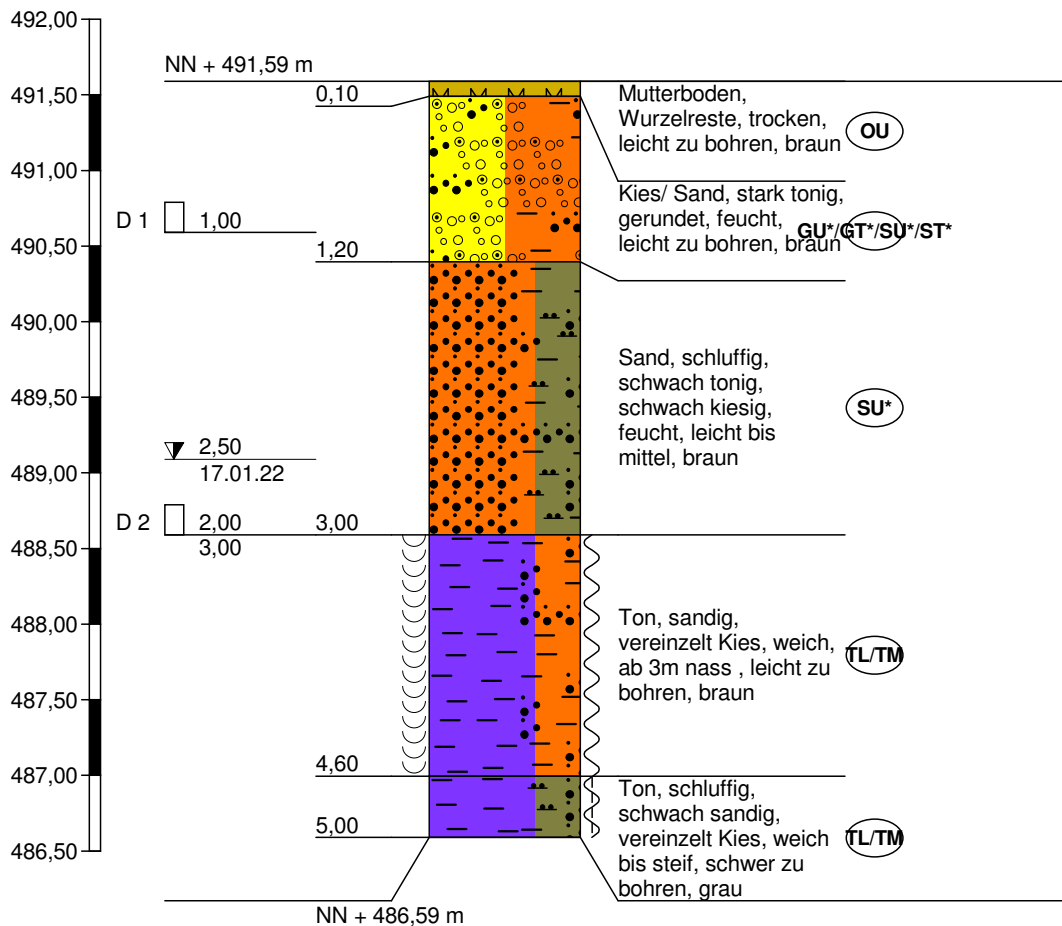 492,00
NN + 491,59 m
491,50
0,10
Mutterboden,
Wurzelreste, trocken,
leicht zu bohren, braun
OU
491,00
D 1
1,00
Kies/ Sand, stark tonig,
gerundet, feucht,
leicht zu bohren, braun
GU*/GT*/SU*/ST*
490,50
1,20
490,00
Sand, schluffig,
schwach tonig,
schwach kiesig,
feucht, leicht bis
mittel, braun
SU*
489,50
2,50
17.01.22
489,00
D 2
2,00
3,00
3,00
488,50
488,00
Ton, sandig,
vereinzelt Kies, weich,
ab 3m nass , leicht zu
bohren, braun
TL/TM
487,50
4,60
487,00
Ton, schluffig,
schwach sandig,
vereinzelt Kies, weich
bis steif, schwer zu
bohren, grau
TL/TM
5,00
486,50
NN + 486,59 m